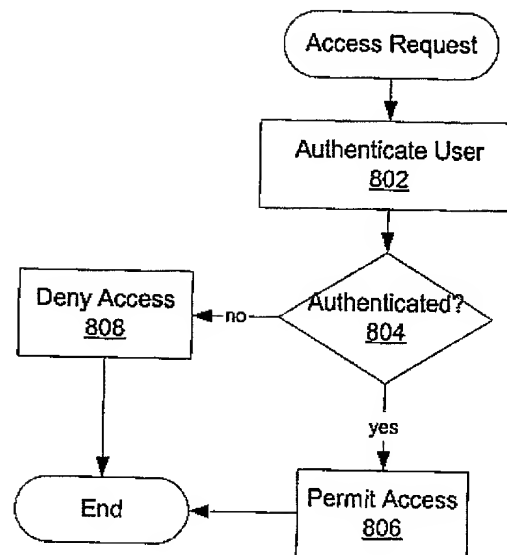 Access Request
Authenticate User
802
Authenticated?
804
no
Deny Access
808
yes
Permit Access
806
End